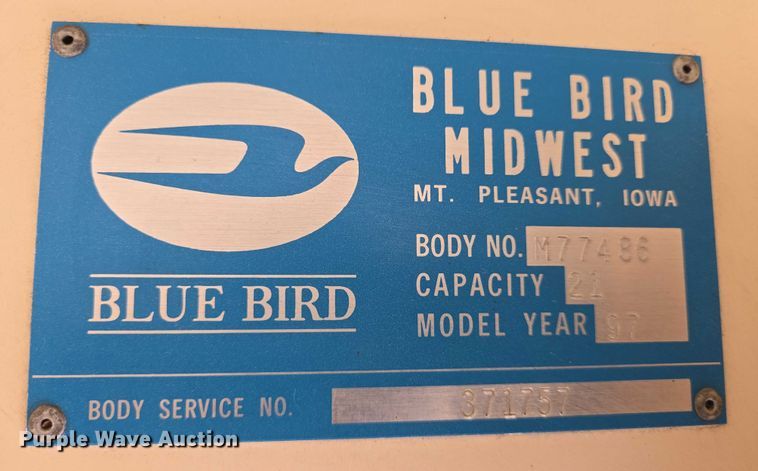 BLUE BIRD
BLUE BIRD
MIDWEST
MT. PLEASANT, IOWA
BODY NO. M77486
CAPACITY 21
MODEL YEAR 97
BODY SERVICE NO. 371757
Purple Wave Auction